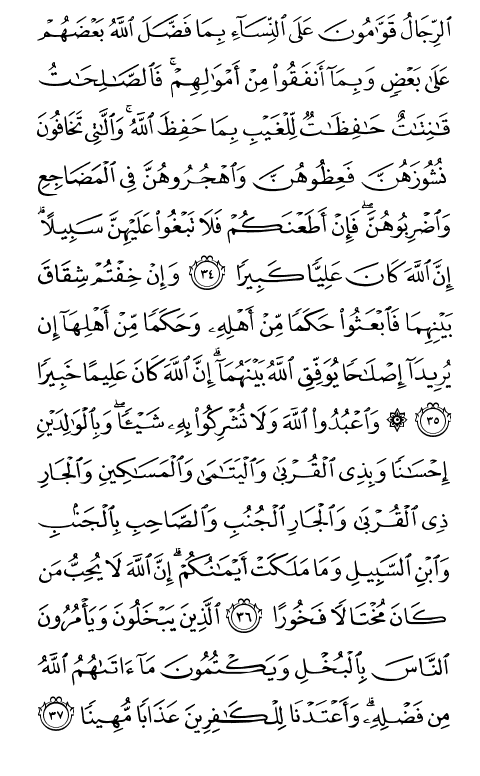 ٱلرِّجَالُ قَوَّٰمُونَ عَلَى ٱلنِّسَآءِ بِمَا فَضَّلَ ٱللَّهُ بَعْضَهُمْ
عَلَىٰ بَعْضٍ وَبِمَآ أَنفَقُوا۟ مِنْ أَمْوَٰلِهِمْ ۚ فَٱلصَّٰلِحَٰتُ
قَٰنِتَٰتٌ حَٰفِظَٰتٌ لِّلْغَيْبِ بِمَا حَفِظَ ٱللَّهُ ۚ وَٱلَّٰتِى تَخَافُونَ
نُشُوزَهُنَّ فَعِظُوهُنَّ وَٱهْجُرُوهُنَّ فِى ٱلْمَضَاجِعِ
وَٱضْرِبُوهُنَّ ۖ فَإِنْ أَطَعْنَكُمْ فَلَا تَبْغُوا۟ عَلَيْهِنَّ سَبِيلًا ۗ
إِنَّ ٱللَّهَ كَانَ عَلِيًّا كَبِيرًا ٣٤ وَإِنْ خِفْتُمْ شِقَاقَ
بَيْنِهِمَا فَٱبْعَثُوا۟ حَكَمًا مِّنْ أَهْلِهِۦ وَحَكَمًا مِّنْ أَهْلِهَآ إِن
يُرِيدَآ إِصْلَٰحًا يُوَفِّقِ ٱللَّهُ بَيْنَهُمَآ ۗ إِنَّ ٱللَّهَ كَانَ عَلِيمًا خَبِيرًا
٣٥ ۞ وَٱعْبُدُوا۟ ٱللَّهَ وَلَا تُشْرِكُوا۟ بِهِۦ شَيْـًٔا ۖ وَبِٱلْوَٰلِدَيْنِ
إِحْسَٰنًا وَبِذِى ٱلْقُرْبَىٰ وَٱلْيَتَٰمَىٰ وَٱلْمَسَٰكِينِ وَٱلْجَارِ
ذِى ٱلْقُرْبَىٰ وَٱلْجَارِ ٱلْجُنُبِ وَٱلصَّاحِبِ بِٱلْجَنۢبِ
وَٱبْنِ ٱلسَّبِيلِ وَمَا مَلَكَتْ أَيْمَٰنُكُمْ ۗ إِنَّ ٱللَّهَ لَا يُحِبُّ مَن
كَانَ مُخْتَالًا فَخُورًا ٣٦ ٱلَّذِينَ يَبْخَلُونَ وَيَأْمُرُونَ
ٱلنَّاسَ بِٱلْبُخْلِ وَيَكْتُمُونَ مَآ ءَاتَىٰهُمُ ٱللَّهُ
مِن فَضْلِهِۦ ۗ وَأَعْتَدْنَا لِلْكَٰفِرِينَ عَذَابًا مُّهِينًا ٣٧